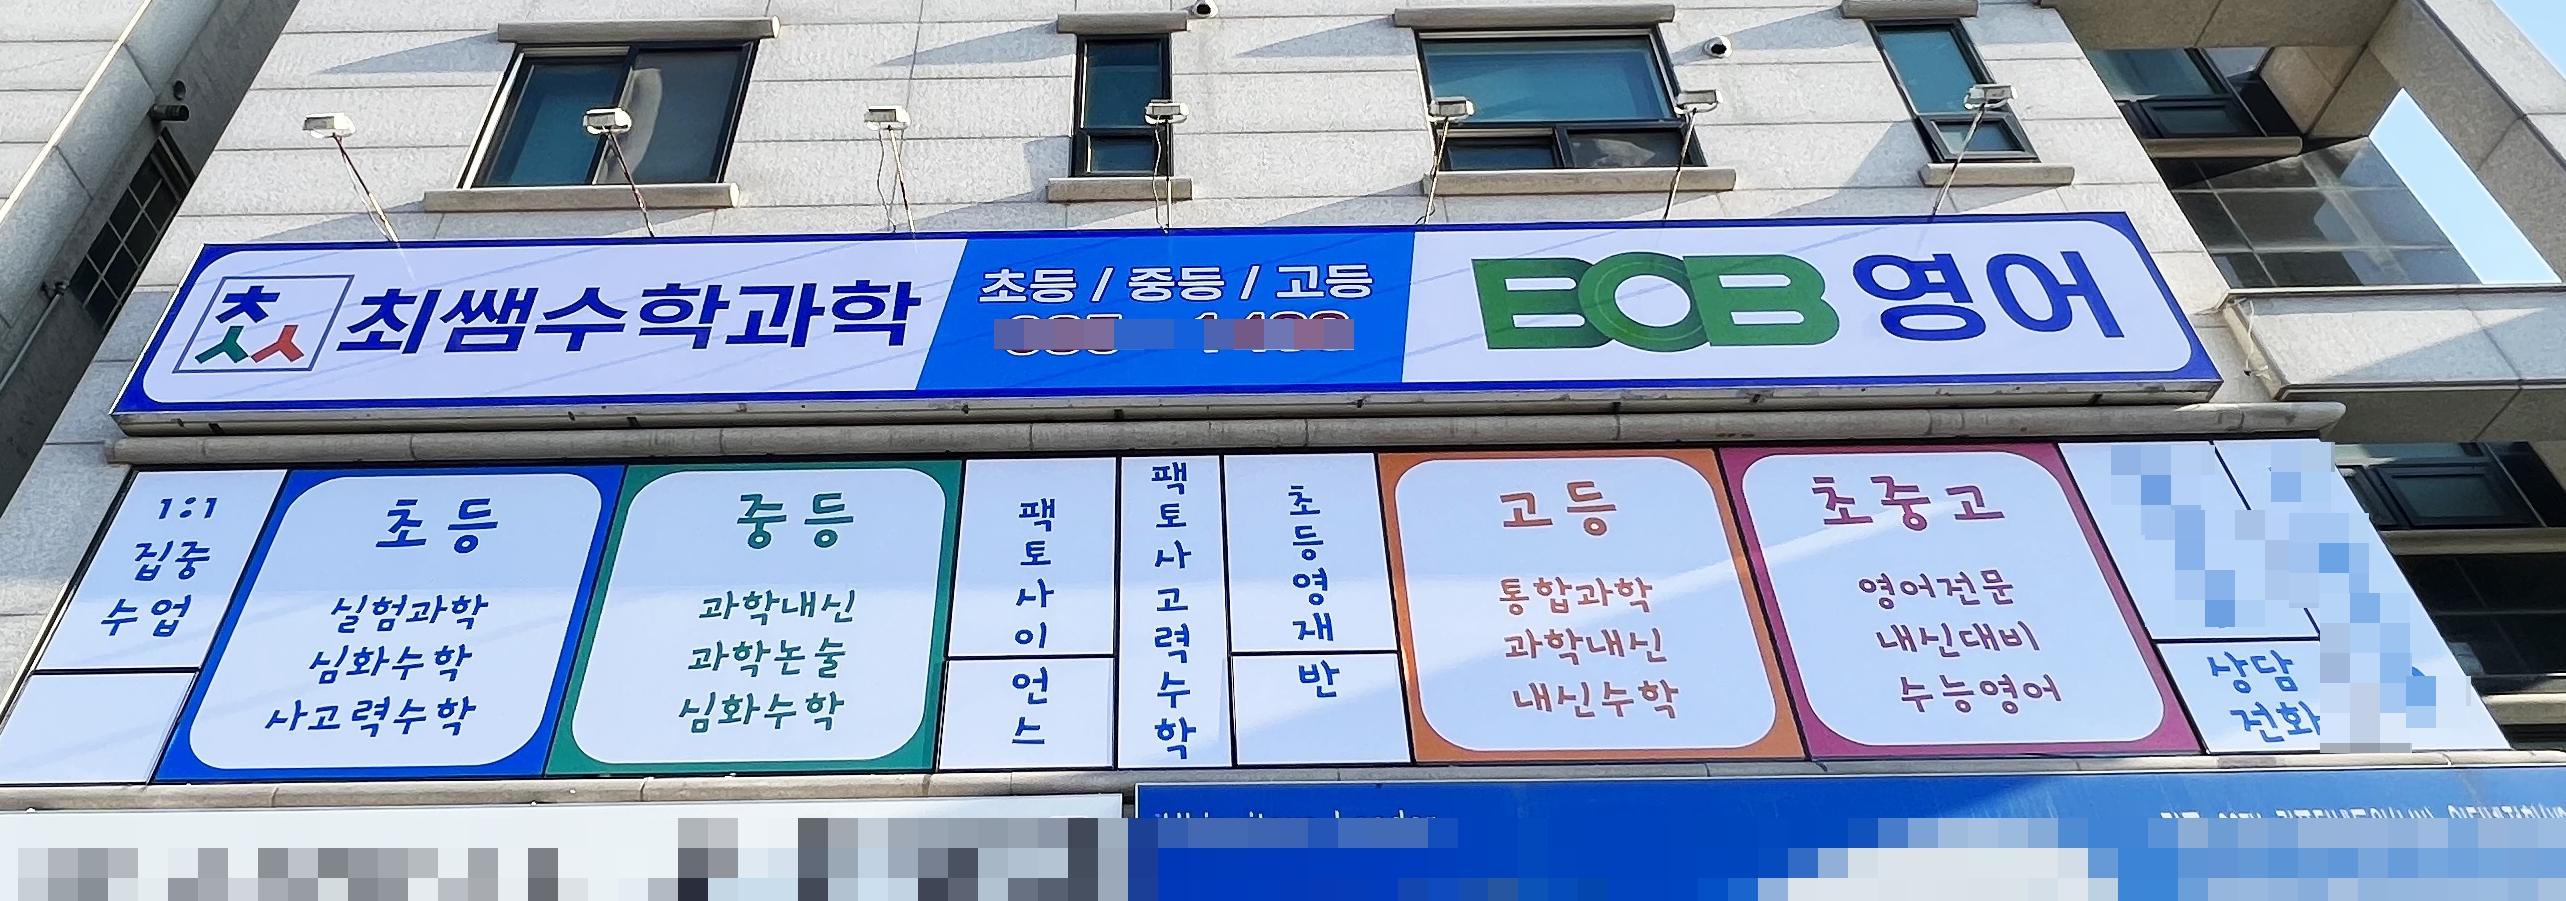 최쌤수학과학
초등 / 중등 / 고등
BOB 영어
1:1
집중
수업
초등
실험과학
심화수학
사고력수학
중등
과학내신
과학논술
심화수학
팩토사이언스
팩토사고력수학
초등영재반
고등
통합과학
과학내신
내신수학
초중고
영어전문
내신대비
수능영어
상담
전화